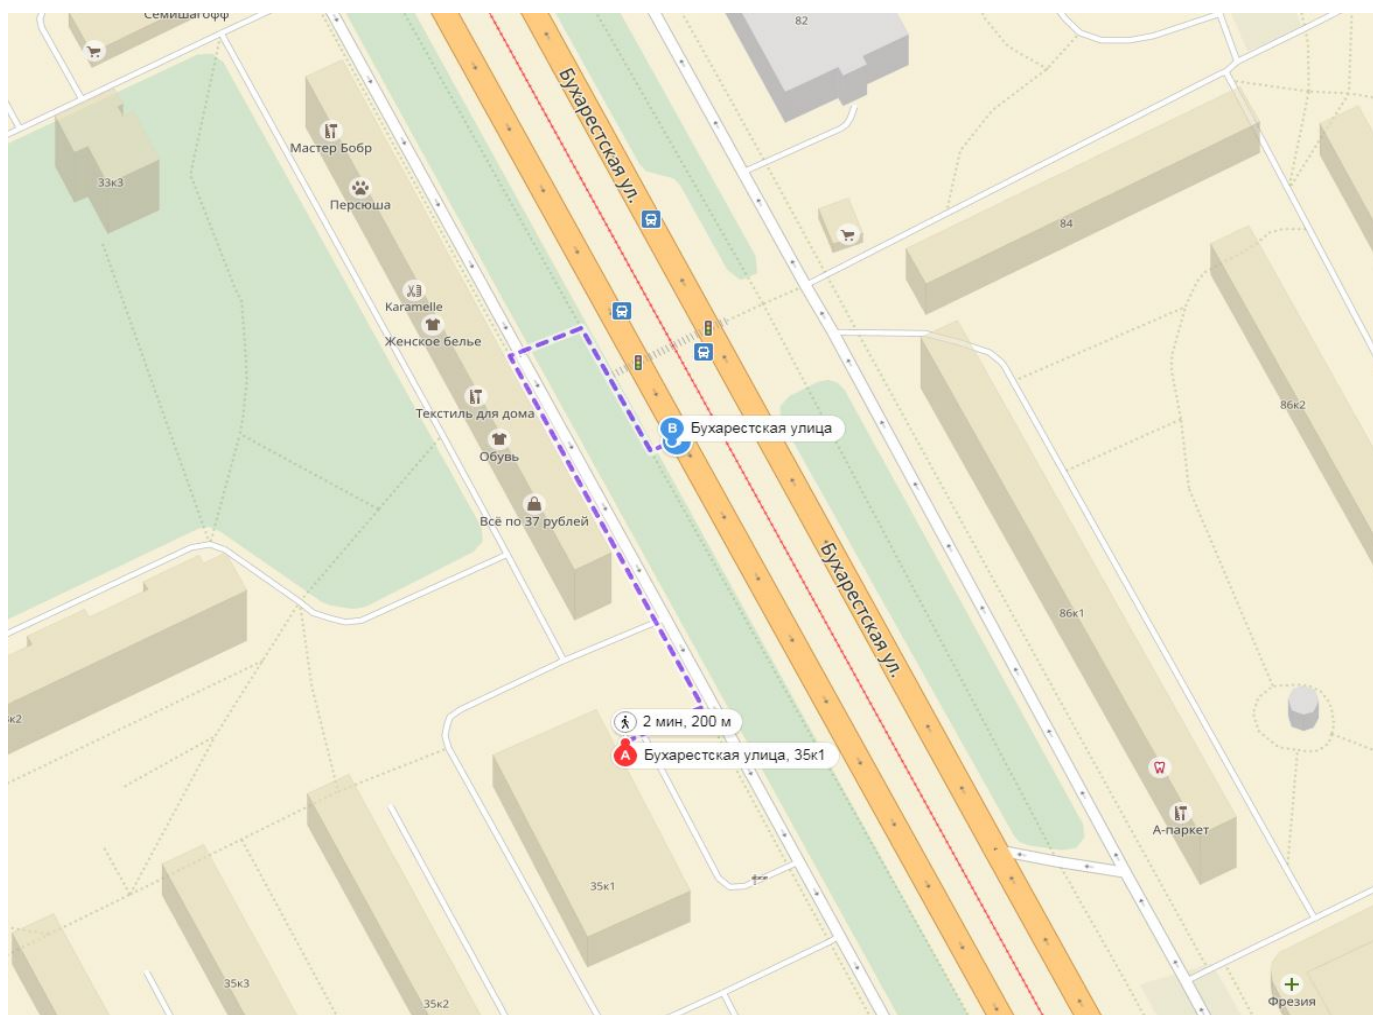 Семишагофф
82
Бухарестская ул.
Мастер Бобр
33к3
Персюша
84
Karamelle
Женское белье
Текстиль для дома
86к2
Бухарестская улица
B
Обувь
Всё по 37 рублей
Бухарестская ул.
86к1
2 мин, 200 м
A
Бухарестская улица, 35к1
А-паркет
35к1
35к3
35к2
Фрезия